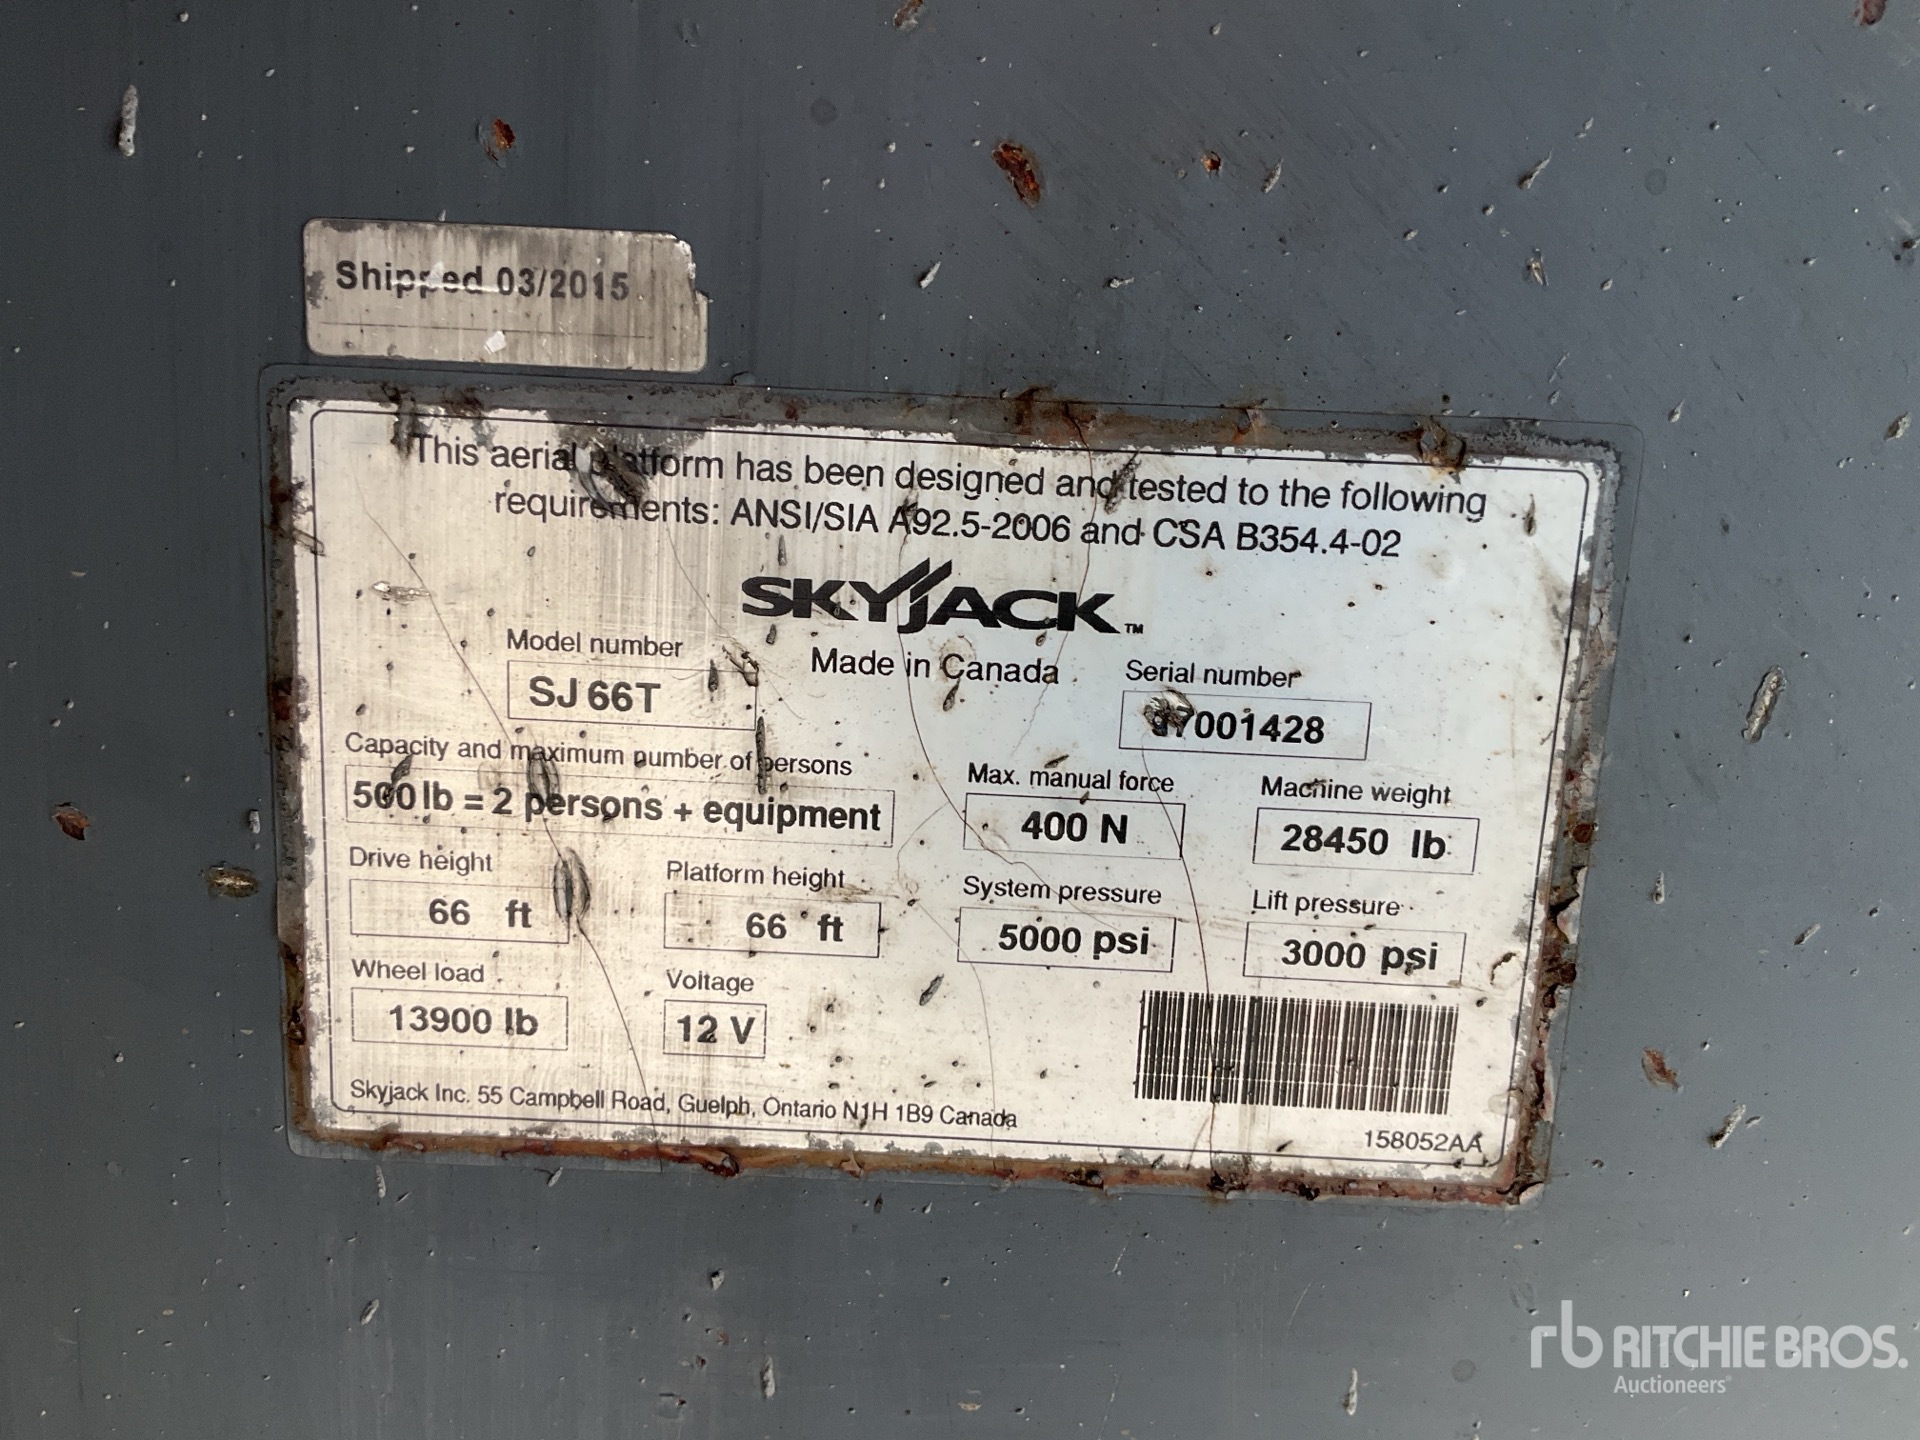 Shipped 03/2015
This aerial platform has been designed and tested to the following
requirements: ANSI/SIA A92.5-2006 and CSA B354.4-02
SKYJACK™
Made in Canada
Model number
SJ 66T
Serial number
Capacity and maximum number of persons
500 lb = 2 persons + equipment
Max. manual force
400 N
Machine weight
28450 lb
Drive height
66 ft
Platform height
66 ft
System pressure
5000 psi
Lift pressure
3000 psi
Wheel load
13900 lb
Voltage
12 V
Skyjack Inc. 55 Campbell Road, Guelph, Ontario N1H 1B9 Canada
158052AA
rb RITCHIE BROS.
Auctioneers®